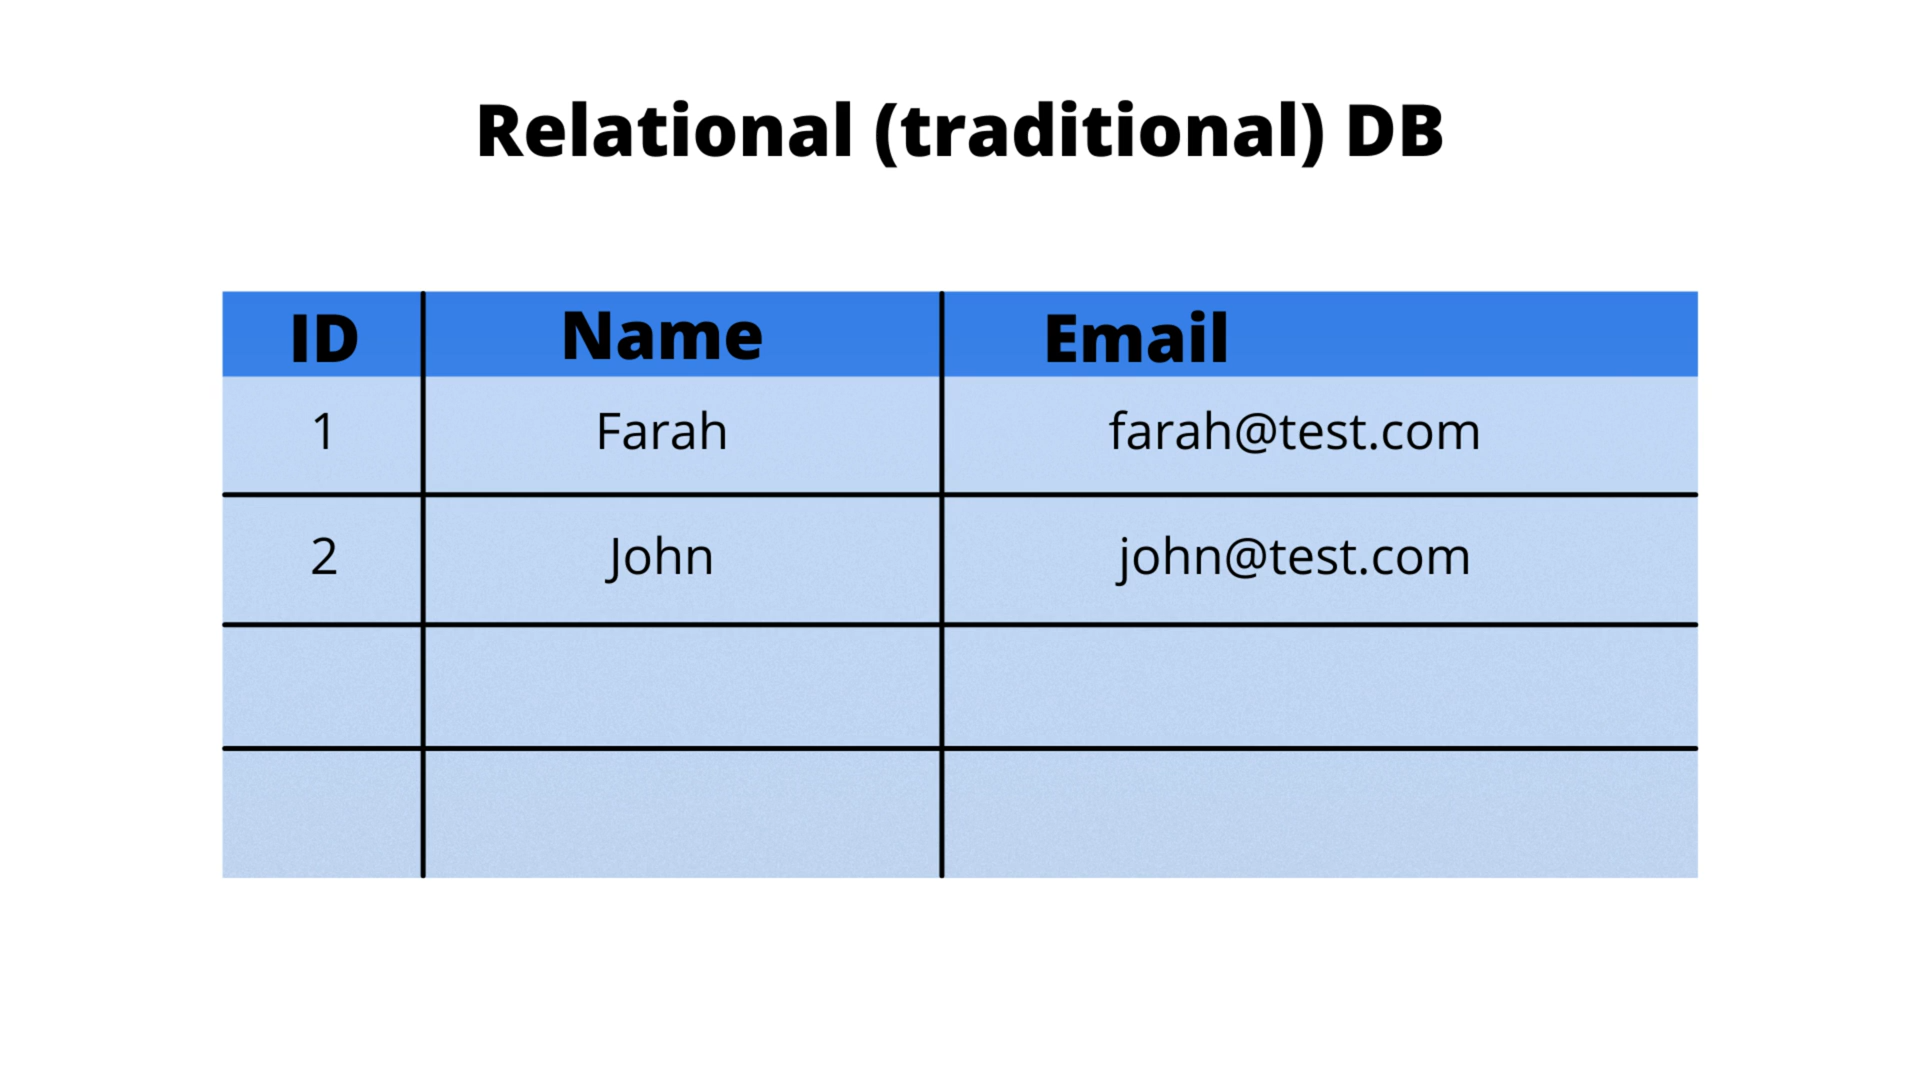 Relational (traditional) DB
ID Name Email
1 Farah farah@test.com
2 John john@test.com